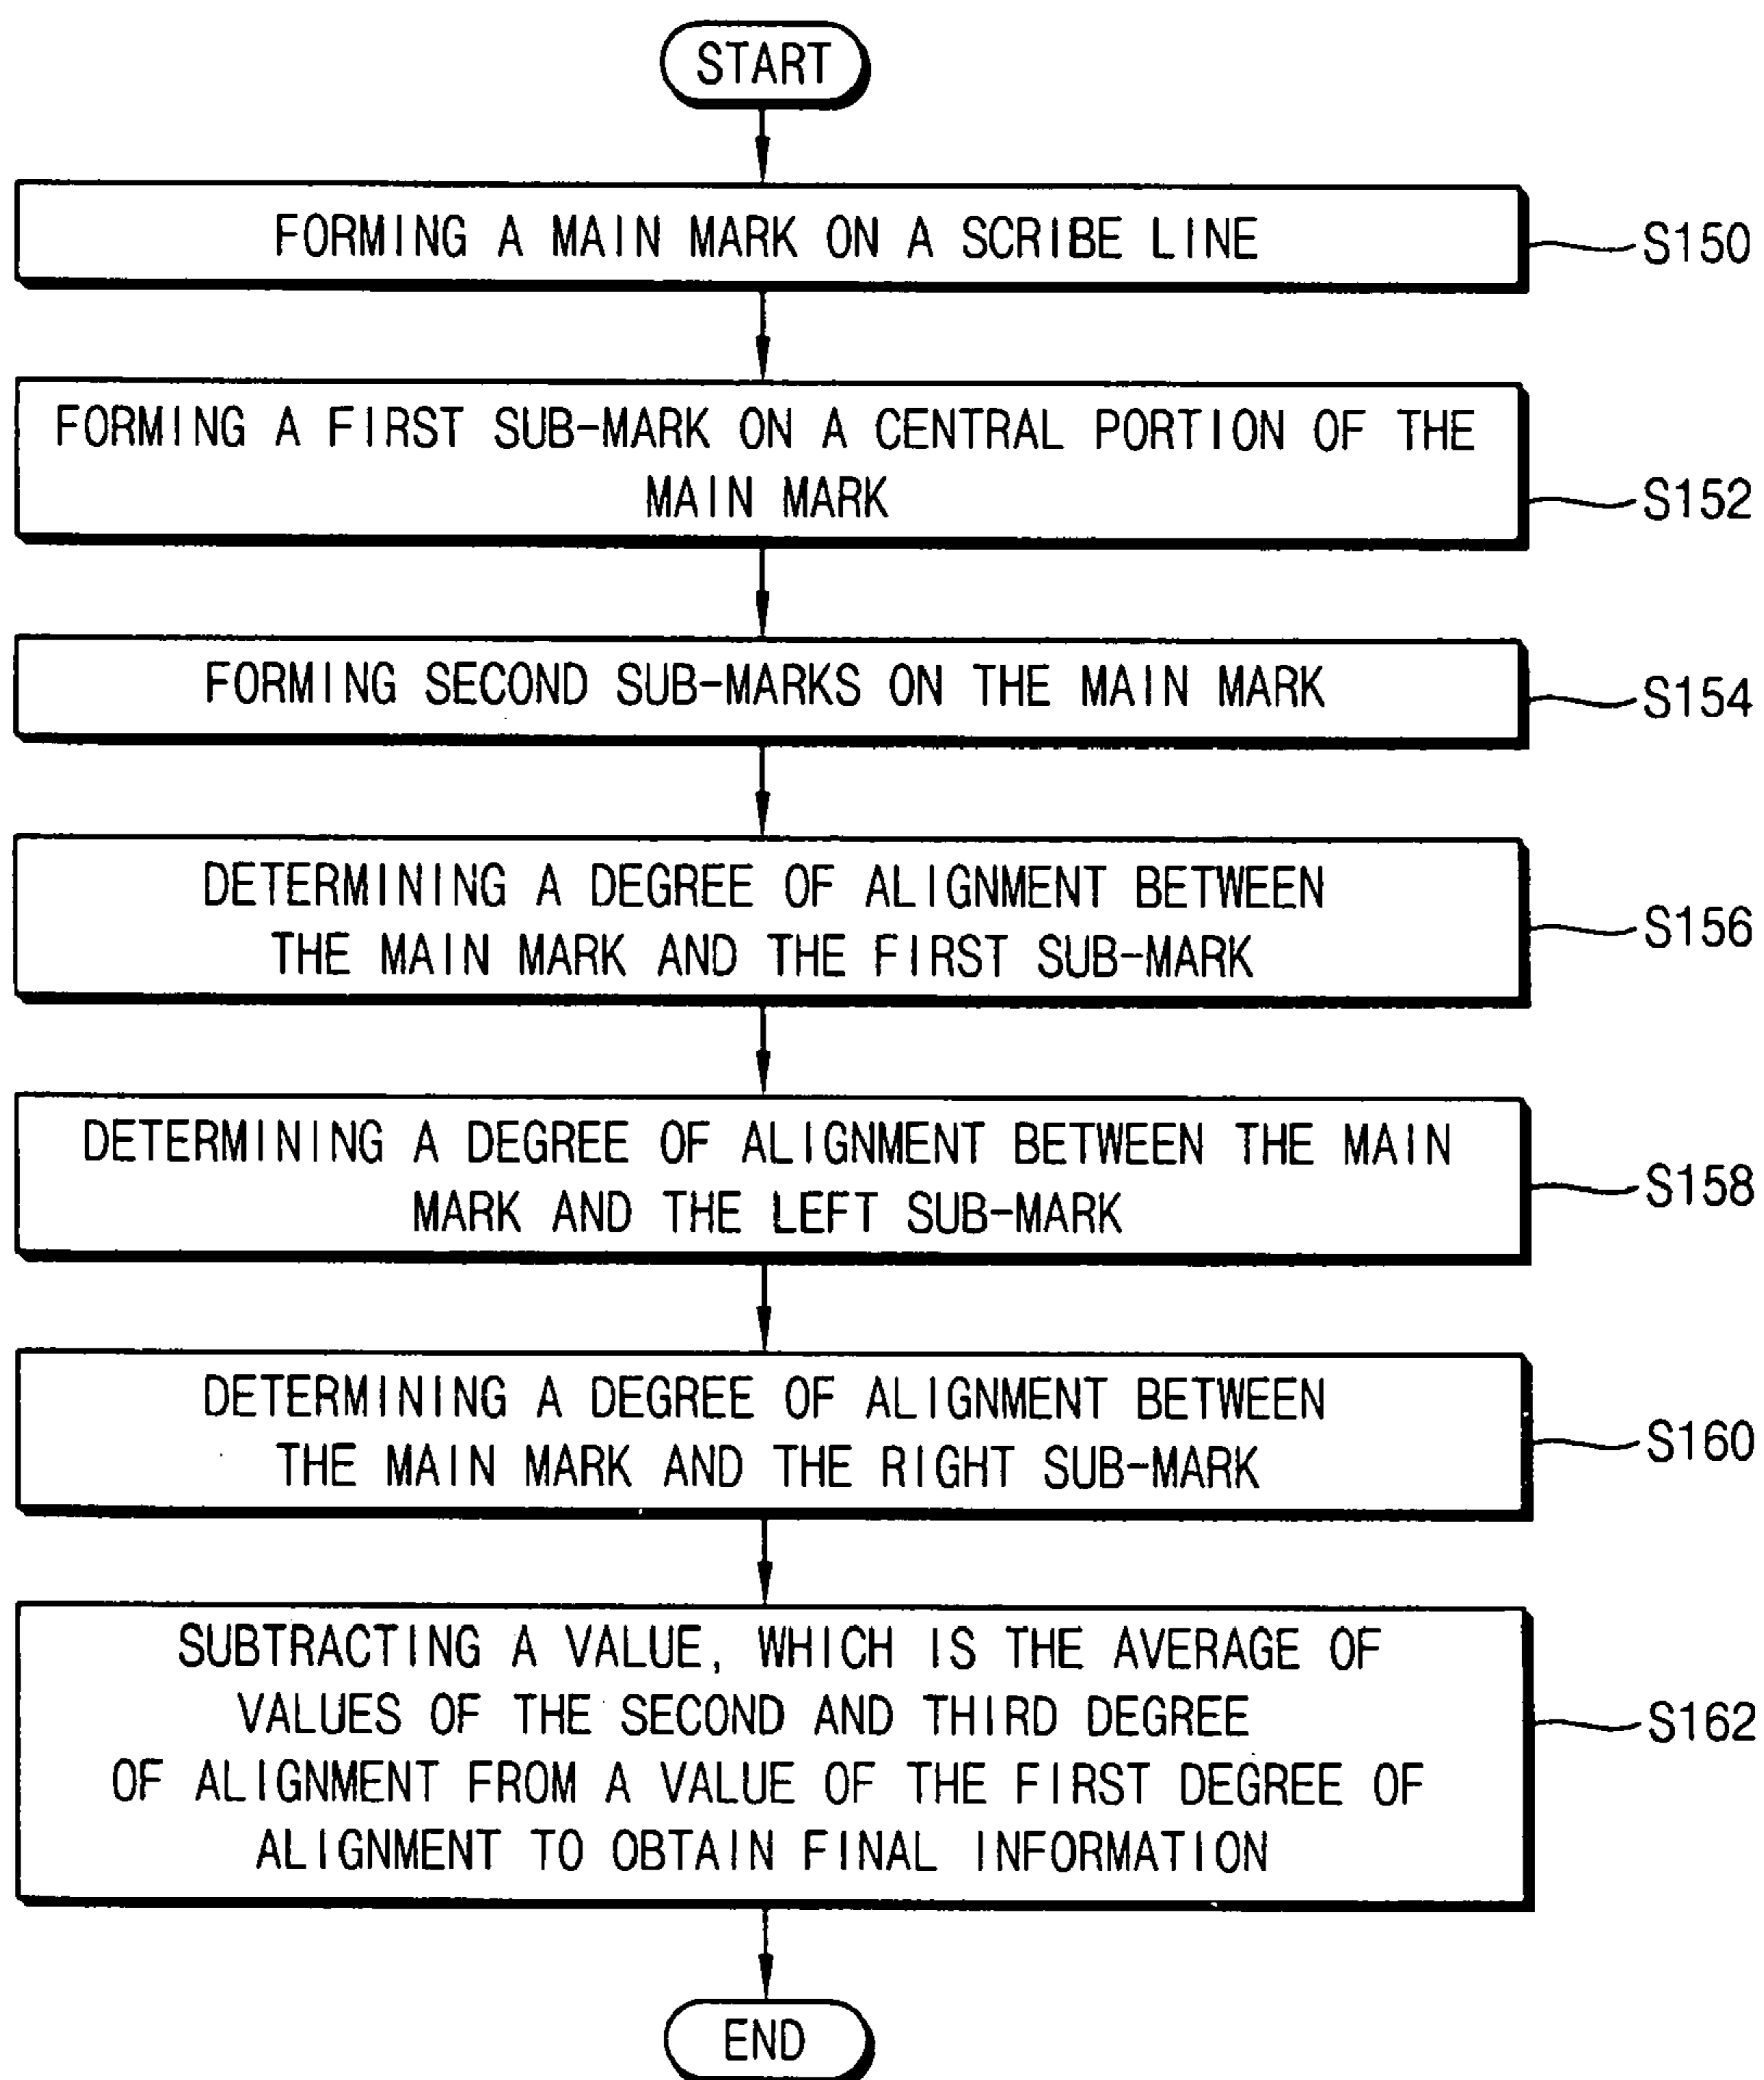 START
FORMING A MAIN MARK ON A SCRIBE LINE
S150
FORMING A FIRST SUB-MARK ON A CENTRAL PORTION OF THE
MAIN MARK
S152
FORMING SECOND SUB-MARKS ON THE MAIN MARK
S154
DETERMINING A DEGREE OF ALIGNMENT BETWEEN
THE MAIN MARK AND THE FIRST SUB-MARK
S156
DETERMINING A DEGREE OF ALIGNMENT BETWEEN THE MAIN
MARK AND THE LEFT SUB-MARK
S158
DETERMINING A DEGREE OF ALIGNMENT BETWEEN
THE MAIN MARK AND THE RIGHT SUB-MARK
S160
SUBTRACTING A VALUE, WHICH IS THE AVERAGE OF
VALUES OF THE SECOND AND THIRD DEGREE
OF ALIGNMENT FROM A VALUE OF THE FIRST DEGREE OF
ALIGNMENT TO OBTAIN FINAL INFORMATION
S162
END